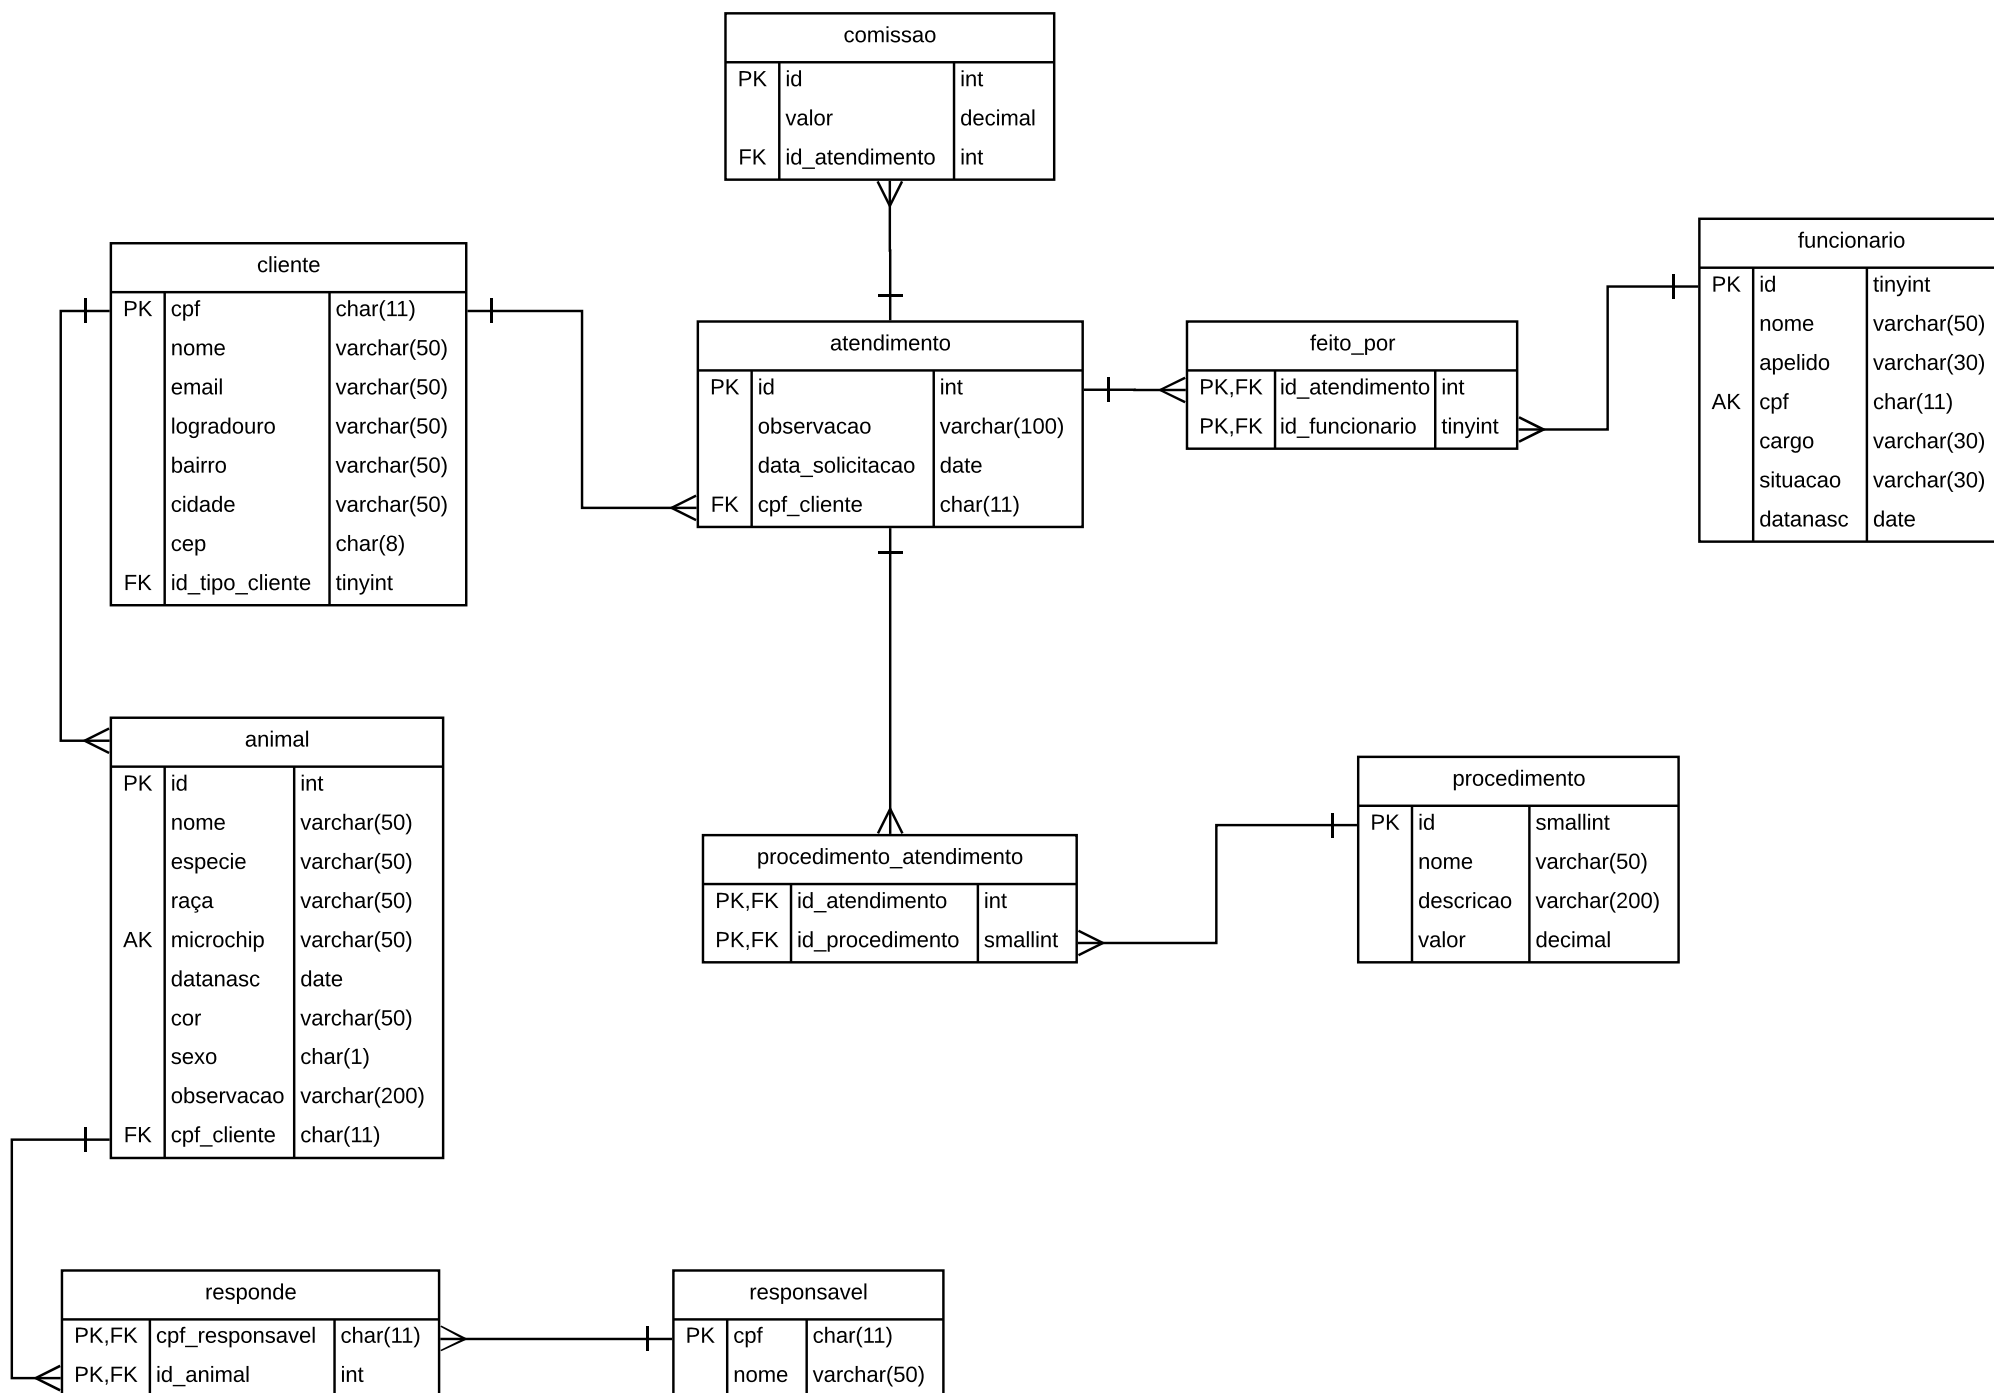 comissao
PK id int
valor decimal
FK id_atendimento int
cliente
PK cpf char(11)
nome varchar(50)
email varchar(50)
logradouro varchar(50)
bairro varchar(50)
cidade varchar(50)
cep char(8)
FK id_tipo_cliente tinyint
atendimento
PK id int
observacao varchar(100)
data_solicitacao date
FK cpf_cliente char(11)
feito_por
PK,FK id_atendimento int
PK,FK id_funcionario tinyint
funcionario
PK id tinyint
nome varchar(50)
apelido varchar(30)
AK cpf char(11)
cargo varchar(30)
situacao varchar(30)
datanasc date
animal
PK id int
nome varchar(50)
especie varchar(50)
raça varchar(50)
AK microchip varchar(50)
datanasc date
cor varchar(50)
sexo char(1)
observacao varchar(200)
FK cpf_cliente char(11)
procedimento_atendimento
PK,FK id_atendimento int
PK,FK id_procedimento smallint
procedimento
PK id smallint
nome varchar(50)
descricao varchar(200)
valor decimal
responde
PK,FK cpf_responsavel char(11)
PK,FK id_animal int
responsavel
PK cpf char(11)
nome varchar(50)